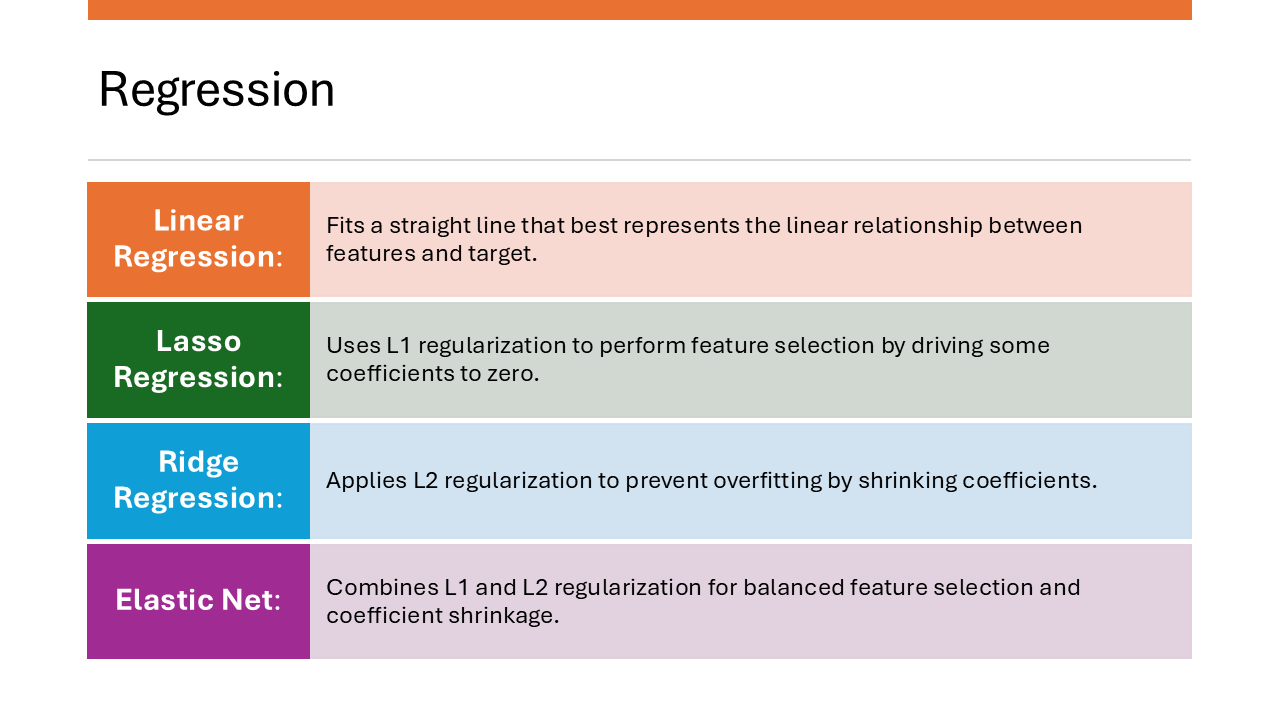 Regression
Linear
Regression:
Fits a straight line that best represents the linear relationship between
features and target.
Lasso
Regression:
Uses L1 regularization to perform feature selection by driving some
coefficients to zero.
Ridge
Regression:
Applies L2 regularization to prevent overfitting by shrinking coefficients.
Elastic Net:
Combines L1 and L2 regularization for balanced feature selection and
coefficient shrinkage.